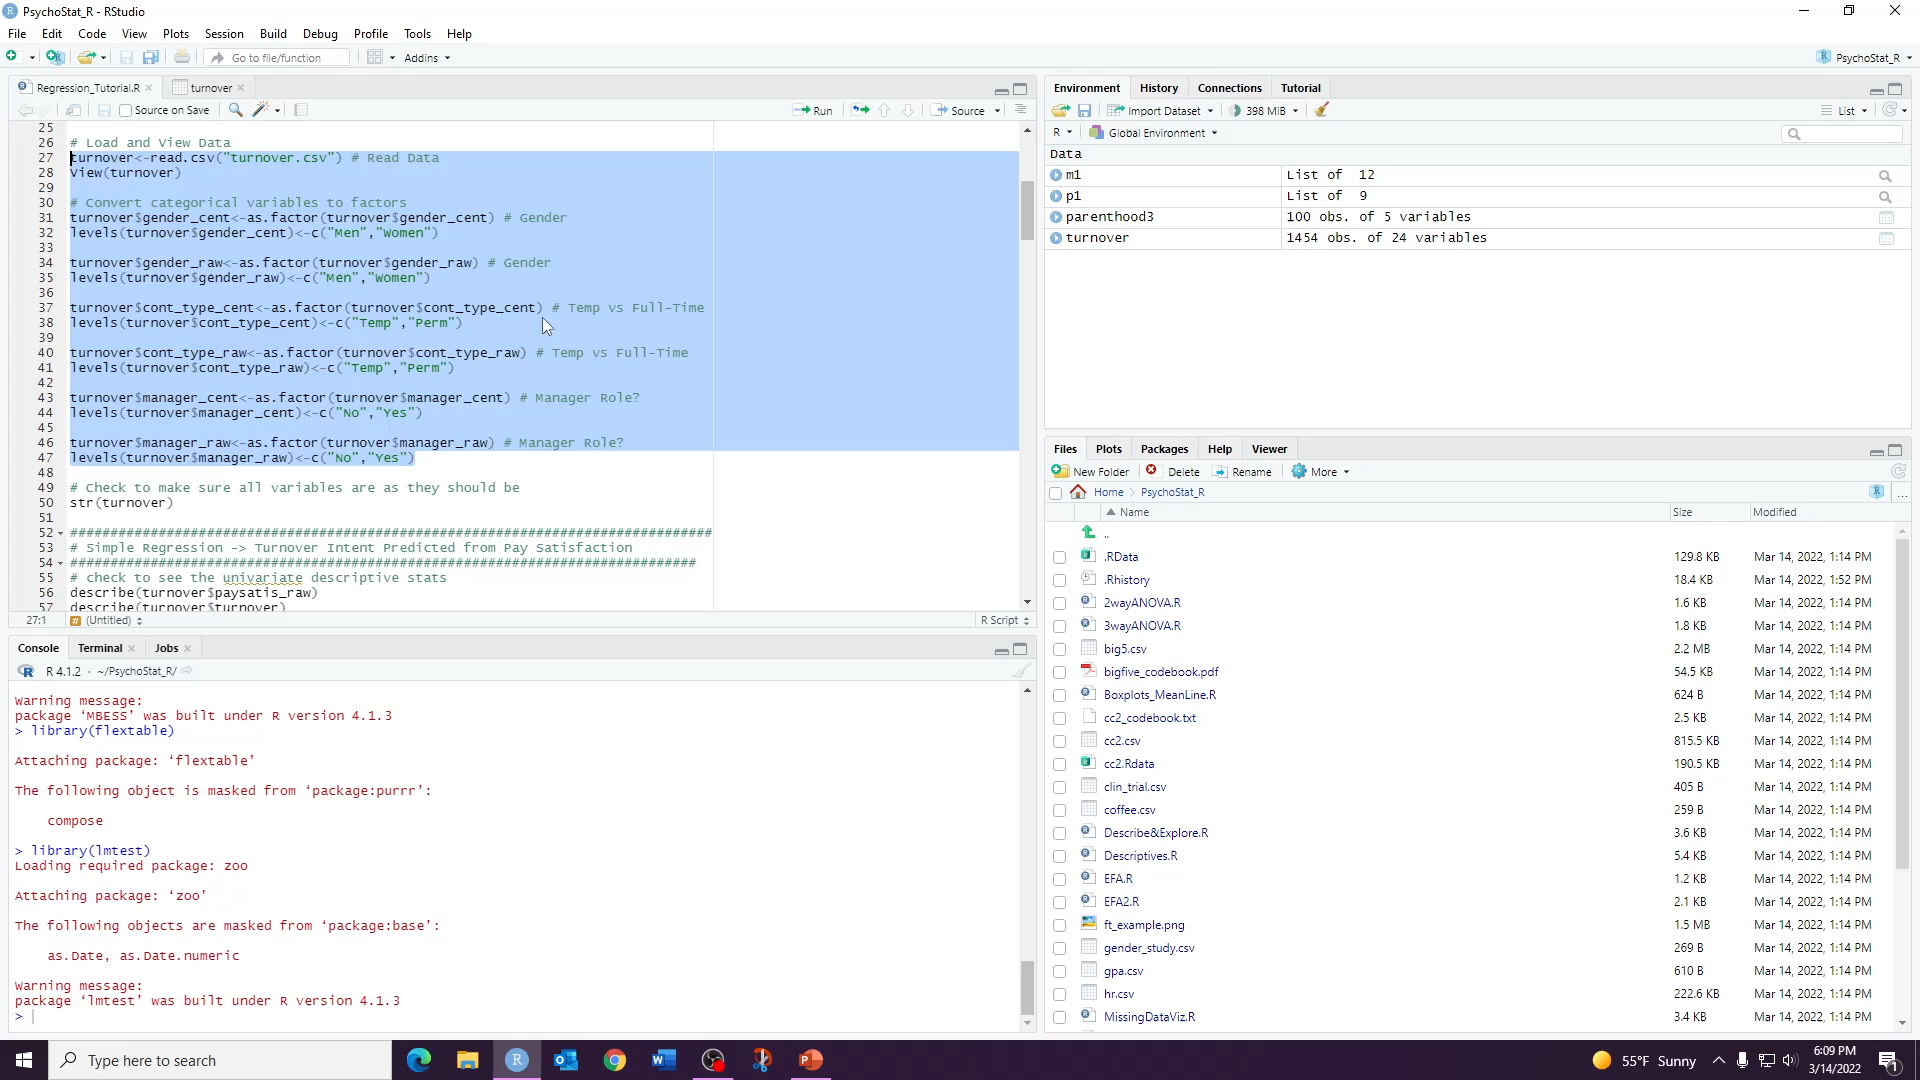 PsychoStat_R - RStudio
File Edit Code View Plots Session Build Debug Profile Tools Help
Go to file/function Addins PsychoStat_R
Regression_Tutorial.R turnover
Source on Save Run Source
25
26 # Load and View Data
27 turnover<-read.csv("turnover.csv") # Read Data
28 View(turnover)
29
30 # Convert categorical variables to factors
31 turnover$gender_cent<-as.factor(turnover$gender_cent) # Gender
32 levels(turnover$gender_cent)<-c("Men","Women")
33
34 turnover$gender_raw<-as.factor(turnover$gender_raw) # Gender
35 levels(turnover$gender_raw)<-c("Men","Women")
36
37 turnover$cont_type_cent<-as.factor(turnover$cont_type_cent) # Temp vs Full-Time
38 levels(turnover$cont_type_cent)<-c("Temp","Perm")
39
40 turnover$cont_type_raw<-as.factor(turnover$cont_type_raw) # Temp vs Full-Time
41 levels(turnover$cont_type_raw)<-c("Temp","Perm")
42
43 turnover$manager_cent<-as.factor(turnover$manager_cent) # Manager Role?
44 levels(turnover$manager_cent)<-c("No","Yes")
45
46 turnover$manager_raw<-as.factor(turnover$manager_raw) # Manager Role?
47 levels(turnover$manager_raw)<-c("No","Yes")
48
49 # Check to make sure all variables are as they should be
50 str(turnover)
51
52 ################################################################################
53 # Simple Regression -> Turnover Intent Predicted from Pay Satisfaction
54 ##############################################################################
55 # check to see the univariate descriptive stats
56 describe(turnover$paysatis_raw)
57 describe(turnover$turnover)
27:1 # (Untitled) R Script
Console Terminal Jobs
R 4.1.2 · ~/PsychoStat_R/
Warning message:
package ‘MBESS’ was built under R version 4.1.3
> library(flextable)
Attaching package: ‘flextable’
The following object is masked from ‘package:purrr’:
compose
> library(lmtest)
Loading required package: zoo
Attaching package: ‘zoo’
The following objects are masked from ‘package:base’:
as.Date, as.Date.numeric
Warning message:
package ‘lmtest’ was built under R version 4.1.3
>
Environment History Connections Tutorial
Import Dataset 398 MiB List
R Global Environment
Data
m1 List of 12
p1 List of 9
parenthood3 100 obs. of 5 variables
turnover 1454 obs. of 24 variables
Files Plots Packages Help Viewer
New Folder Delete Rename More
Home PsychoStat_R ...
Name Size Modified
..
.RData 129.8 KB Mar 14, 2022, 1:14 PM
.Rhistory 18.4 KB Mar 14, 2022, 1:52 PM
2wayANOVA.R 1.6 KB Mar 14, 2022, 1:14 PM
3wayANOVA.R 1.8 KB Mar 14, 2022, 1:14 PM
big5.csv 2.2 MB Mar 14, 2022, 1:14 PM
bigfive_codebook.pdf 54.5 KB Mar 14, 2022, 1:14 PM
Boxplots_MeanLine.R 624 B Mar 14, 2022, 1:14 PM
cc2_codebook.txt 2.5 KB Mar 14, 2022, 1:14 PM
cc2.csv 815.5 KB Mar 14, 2022, 1:14 PM
cc2.Rdata 190.5 KB Mar 14, 2022, 1:14 PM
clin_trial.csv 405 B Mar 14, 2022, 1:14 PM
coffee.csv 259 B Mar 14, 2022, 1:14 PM
Describe&Explore.R 3.6 KB Mar 14, 2022, 1:14 PM
Descriptives.R 5.4 KB Mar 14, 2022, 1:14 PM
EFA.R 1.2 KB Mar 14, 2022, 1:14 PM
EFA2.R 2.1 KB Mar 14, 2022, 1:14 PM
ft_example.png 1.5 MB Mar 14, 2022, 1:14 PM
gender_study.csv 269 B Mar 14, 2022, 1:14 PM
gpa.csv 610 B Mar 14, 2022, 1:14 PM
hr.csv 222.6 KB Mar 14, 2022, 1:14 PM
MissingDataViz.R 3.4 KB Mar 14, 2022, 1:14 PM
Type here to search 55°F Sunny 6:09 PM
3/14/2022 1